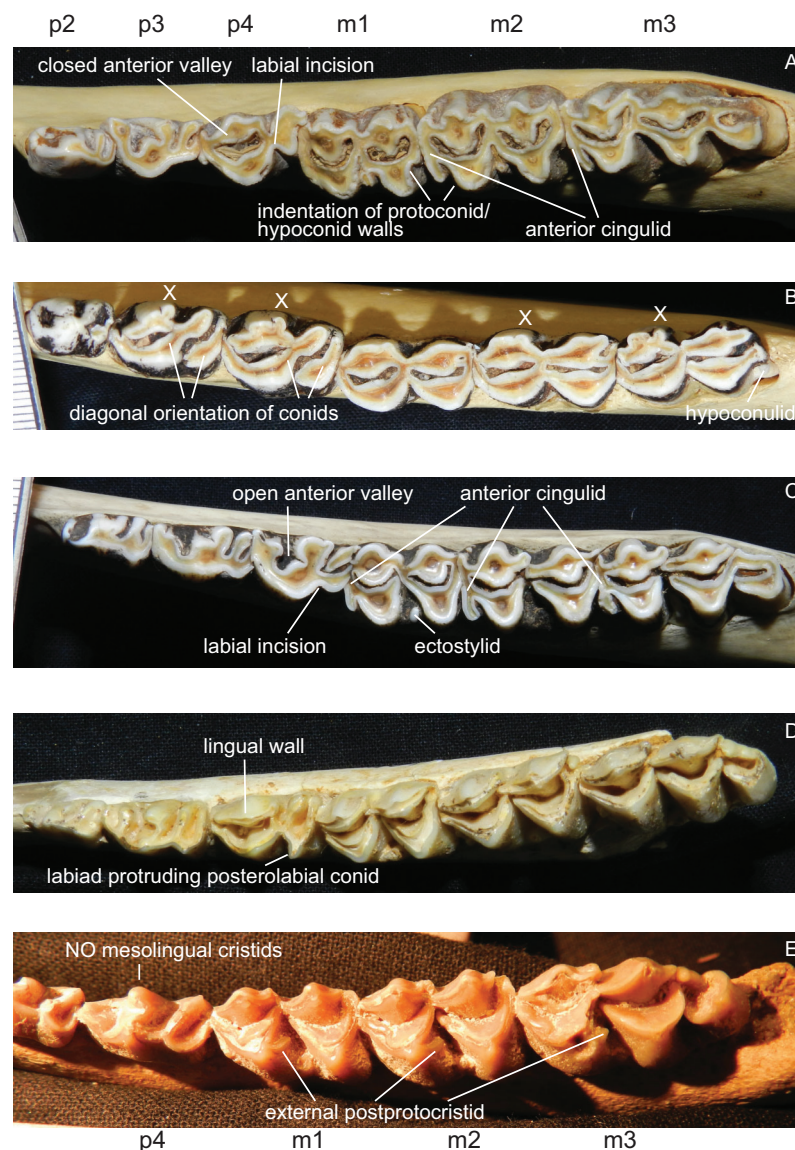 p2 p3 p4 m1 m2 m3
A
closed anterior valley labial incision
indentation of protoconid/
hypoconid walls
anterior cingulid
B
X X X X
diagonal orientation of conids
hypoconulid
C
open anterior valley anterior cingulid
labial incision ectostylid
D
lingual wall
labiad protruding posterolabial conid
E
NO mesolingual cristids
external postprotocristid
p4 m1 m2 m3